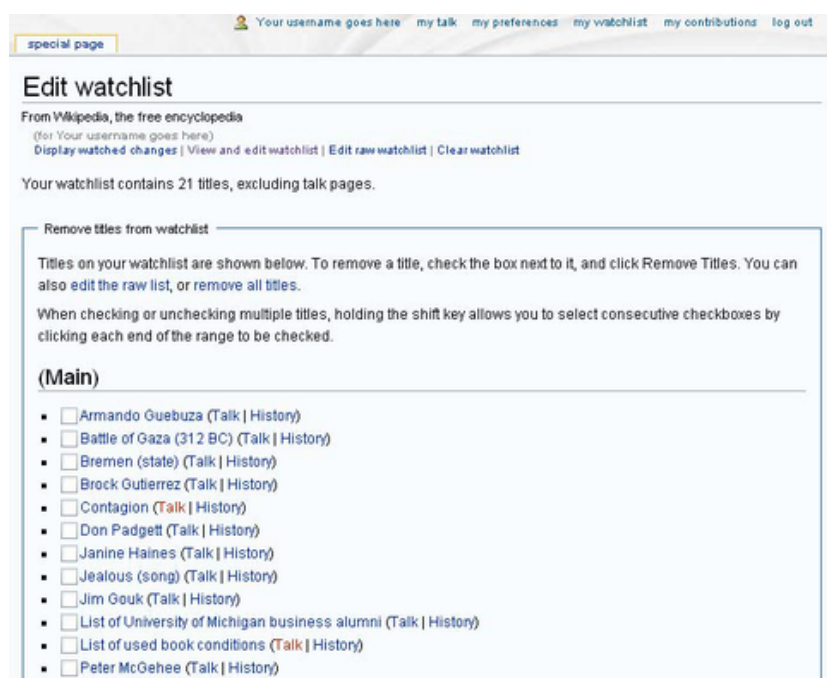 Your username goes here my talk my preferences my watchlist my contributions log out
special page
Edit watchlist
From Wikipedia, the free encyclopedia
(for Your username goes here)
Display watched changes | View and edit watchlist | Edit raw watchlist | Clear watchlist
Your watchlist contains 21 titles, excluding talk pages.
Remove titles from watchlist
Titles on your watchlist are shown below. To remove a title, check the box next to it, and click Remove Titles. You can
also edit the raw list, or remove all titles.
When checking or unchecking multiple titles, holding the shift key allows you to select consecutive checkboxes by
clicking each end of the range to be checked.
(Main)
Armando Guebuza (Talk | History)
Battle of Gaza (312 BC) (Talk | History)
Bremen (state) (Talk | History)
Brock Gutierrez (Talk | History)
Contagion (Talk | History)
Don Padgett (Talk | History)
Janine Haines (Talk | History)
Jealous (song) (Talk | History)
Jim Gouk (Talk | History)
List of University of Michigan business alumni (Talk | History)
List of used book conditions (Talk | History)
Peter McGehee (Talk | History)